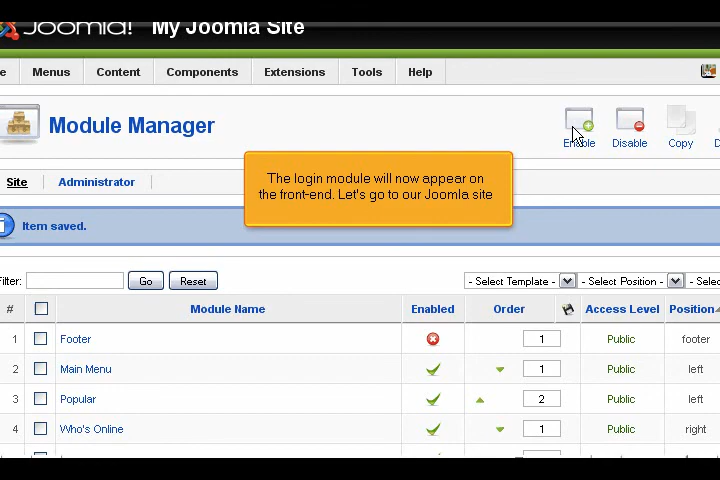 Joomla! My Joomla Site
e Menus Content Components Extensions Tools Help
Module Manager
Enable Disable Copy D
The login module will now appear on
the front-end. Let's go to our Joomla site
Site Administrator
Item saved.
Filter: Go Reset - Select Template - - Select Position - - Selec
# Module Name Enabled Order Access Level Position
1 Footer 1 Public footer
2 Main Menu 1 Public left
3 Popular 2 Public left
4 Who's Online 1 Public right